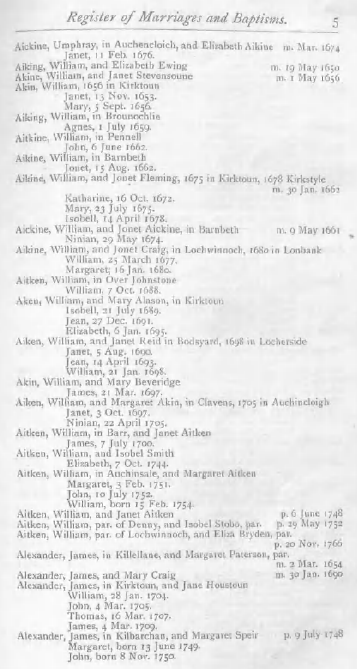 Register of Marriages and Baptisms. 5
Aickine, Umphray, in Auchencloich, and Elisabeth Aikine m. Mar. 1674
Janet, 11 Feb. 1676.
Aiking, William, and Elizabeth Ewing m. 19 May 1650
Akine, William, and Janet Stevensoune m. 1 May 1656
Akin, William, 1656 in Kirktoun
Janet, 13 Nov. 1653.
Mary, 5 Sept. 1656.
Aiking, William, in Brounochlie
Agnes, 1 July 1659.
Aitkine, William, in Pennell
John, 6 June 1662.
Aikine, William, in Barnbeth
Jonet, 15 Aug. 1662.
Aikine, William, and Jonet Fleming, 1675 in Kirktoun, 1678 Kirkstyle
m. 30 Jan. 1662
Katharine, 16 Oct. 1672.
Mary, 23 July 1675.
Isobell, 14 April 1678.
Aickine, William, and Jonet Aickine, in Barnbeth m. 9 May 1661
Ninian, 29 May 1674.
Aikine, William, and Jonet Craig, in Lochwinnoch, 1680 in Lonbank
William, 25 March 1677.
Margaret, 16 Jan. 1680.
Aitken, William, in Over Johnstone
William, 7 Oct. 1688.
Aken, William, and Mary Alason, in Kirktoun
Isobell, 21 July 1689.
Jean, 27 Dec. 1691.
Elizabeth, 6 Jan. 1695.
Aiken, William, and Janet Reid in Bodsyard, 1698 in Locherside
Janet, 5 Aug. 1690.
Jean, 14 April 1693.
William, 21 Jan. 1698.
Akin, William, and Mary Beveridge
James, 21 Mar. 1697.
Aiken, William, and Margaret Akin, in Clavens, 1705 in Auchincleigh
Janet, 3 Oct. 1697.
Ninian, 22 April 1705.
Aitken, William, in Barr, and Janet Aitken
James, 7 July 1700.
Aitken, William, and Isobel Smith
Elizabeth, 7 Oct. 1744.
Aitken, William, in Auchinsale, and Margaret Aitken
Margaret, 3 Feb. 1751.
John, 10 July 1752.
William, born 15 Feb. 1754.
Aitken, William, and Janet Aitken p. 6 June 1748
Aitken, William, par. of Denny, and Isobel Stobo, par. p. 29 May 1752
Aitken, William, par. of Lochwinnoch, and Eliza Bryden, par.
p. 20 Nov. 1766
Alexander, James, in Killellane, and Margaret Paterson, par.
m. 2 Mar. 1654
Alexander, James, and Mary Craig m. 30 Jan. 1690
Alexander, James, in Kirktoun, and Jane Houstoun
William, 28 Jan. 1704.
John, 4 Mar. 1705.
Thomas, 16 Mar. 1707.
James, 4 Mar. 1709.
Alexander, James, in Kilbarchan, and Margaret Speir p. 9 July 1748
Margaret, born 13 June 1749.
John, born 8 Nov. 1750.